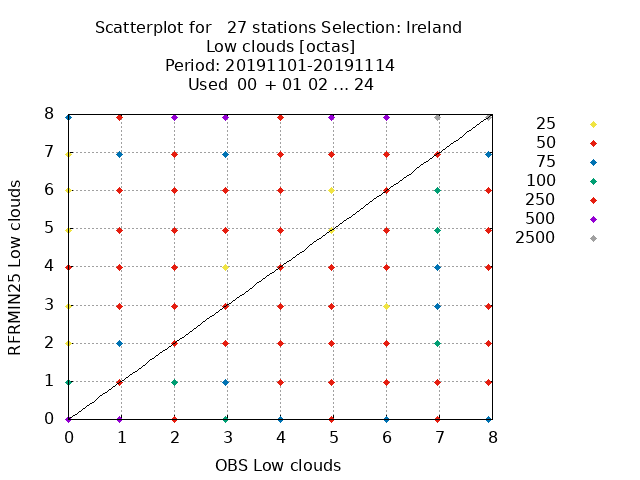 Scatterplot for   27 stations Selection: Ireland
Low clouds [octas]
Period: 20191101-20191114
Used  00 + 01 02 ... 24
8
7
6
5
4
3
2
1
0
RFRMIN25 Low clouds
0 1 2 3 4 5 6 7 8
OBS Low clouds
25
50
75
100
250
500
2500